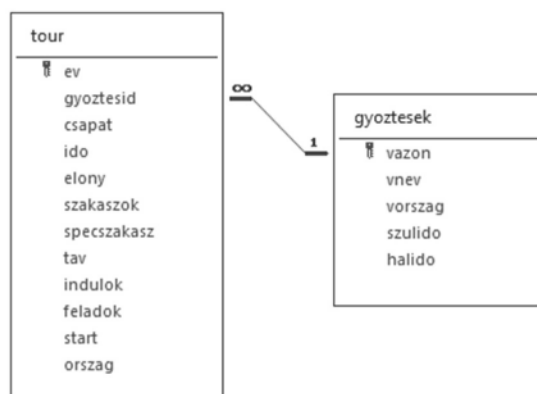 tour
ev
gyoztesid
csapat
ido
elony
szakaszok
specszakasz
tav
indulok
feladok
start
orszag
∞
1
gyoztesek
vazon
vnev
vorszag
szulido
halido